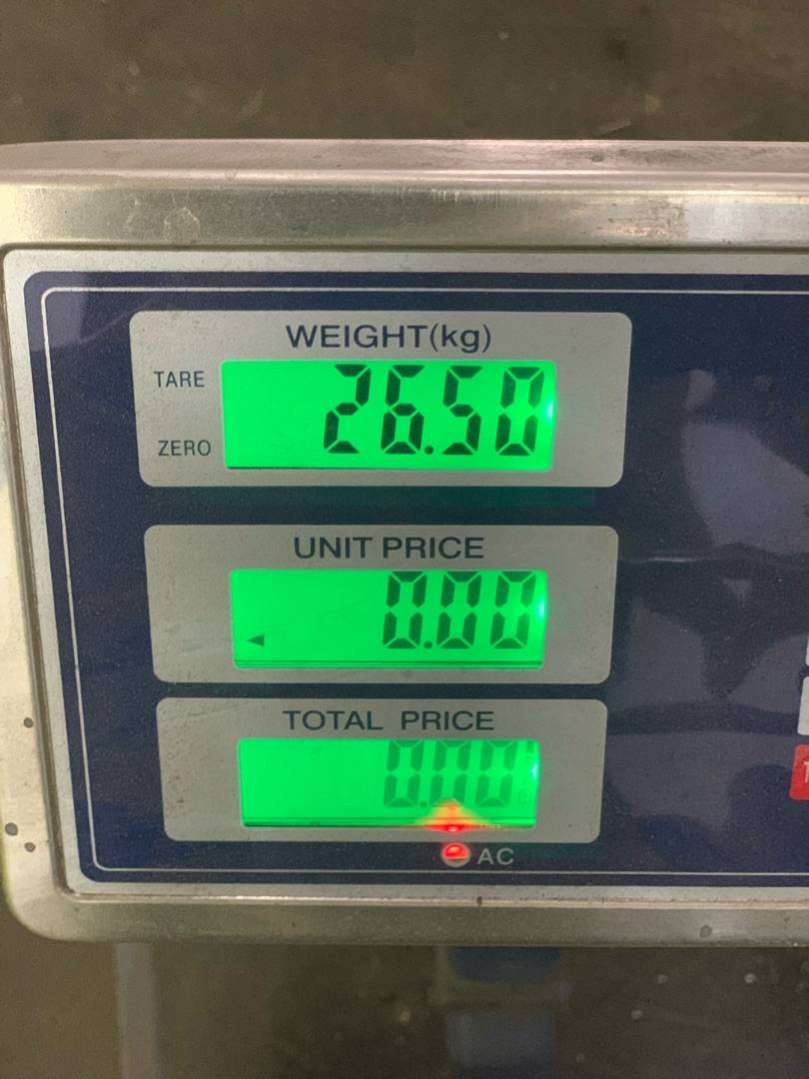 WEIGHT(kg)
TARE
26.50
ZERO
UNIT PRICE
0.00
TOTAL PRICE
0.00
AC